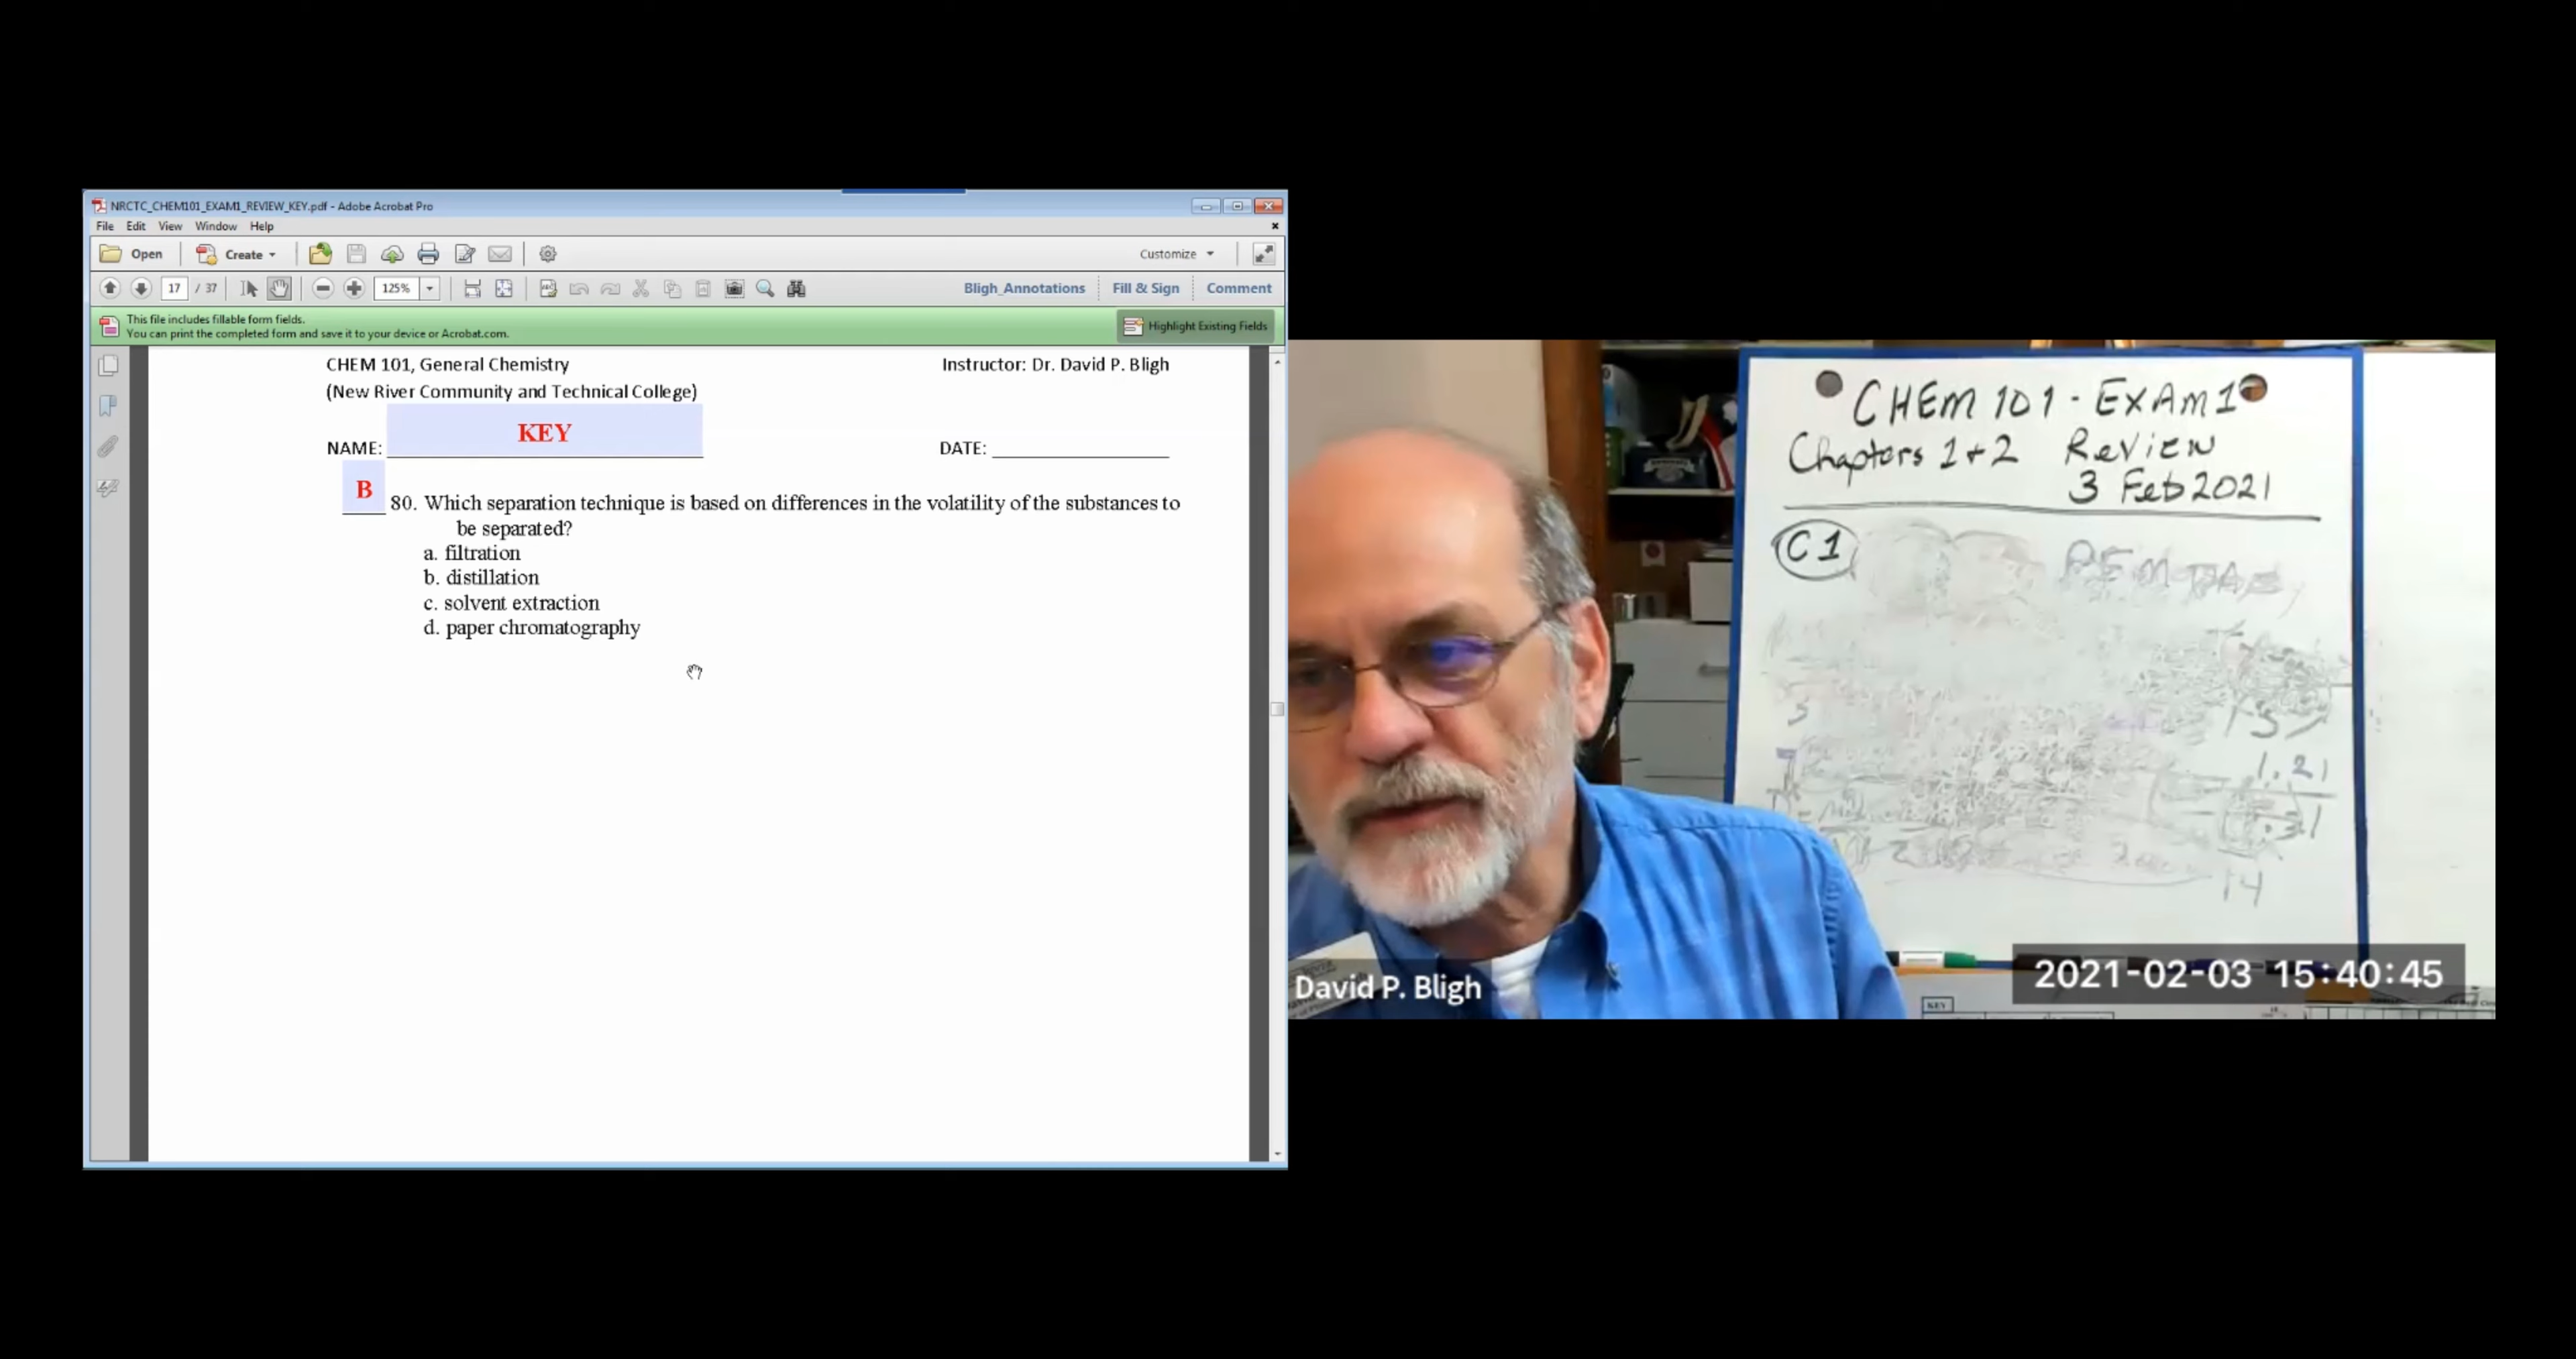 NRCTC_CHEM101_EXAM1_REVIEW_KEY.pdf - Adobe Acrobat Pro
File Edit View Window Help
Open Create Customize
17 / 37 125% Bligh_Annotations Fill & Sign Comment
This file includes fillable form fields.
You can print the completed form and save it to your device or Acrobat.com.
Highlight Existing Fields
CHEM 101, General Chemistry Instructor: Dr. David P. Bligh
(New River Community and Technical College)
NAME: KEY DATE:
B 80. Which separation technique is based on differences in the volatility of the substances to
be separated?
a. filtration
b. distillation
c. solvent extraction
d. paper chromatography
CHEM 101 - EXAM 1
Chapters 1 + 2 Review
3 Feb 2021
C1
1.21
14
David P. Bligh
2021-02-03 15:40:45
KEY